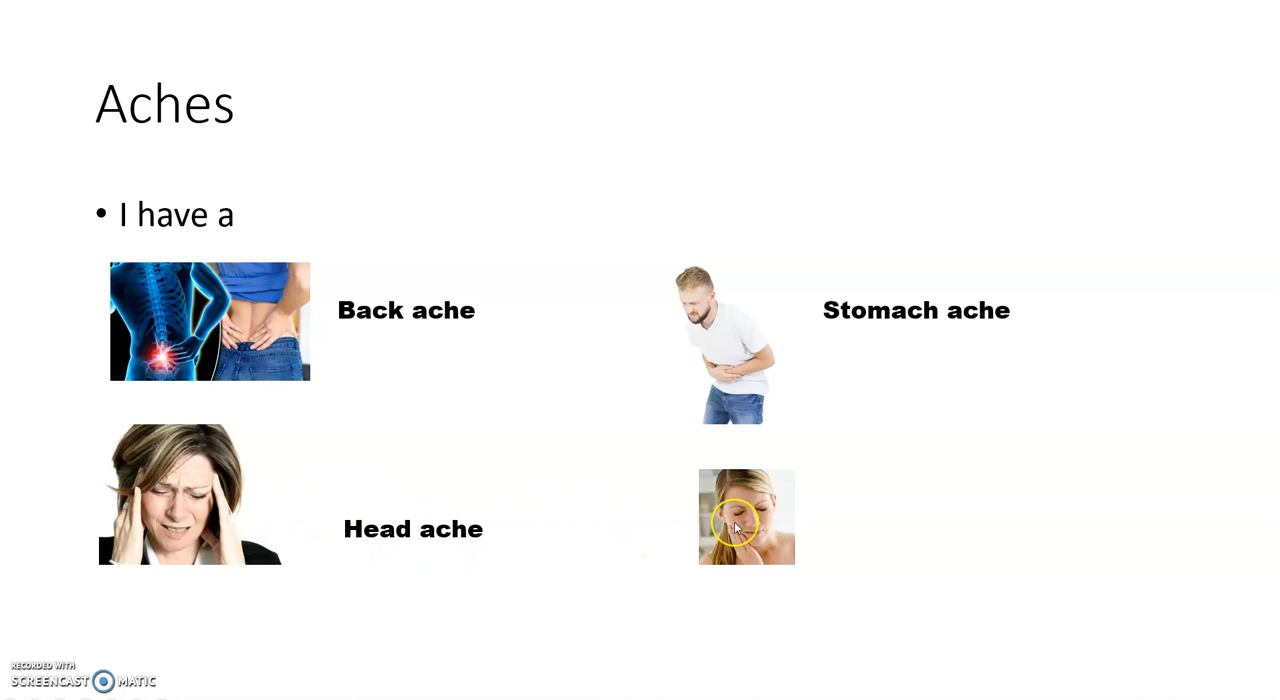 Aches
• I have a
Back ache
Stomach ache
Head ache
RECORDED WITH
SCREENCAST MATIC